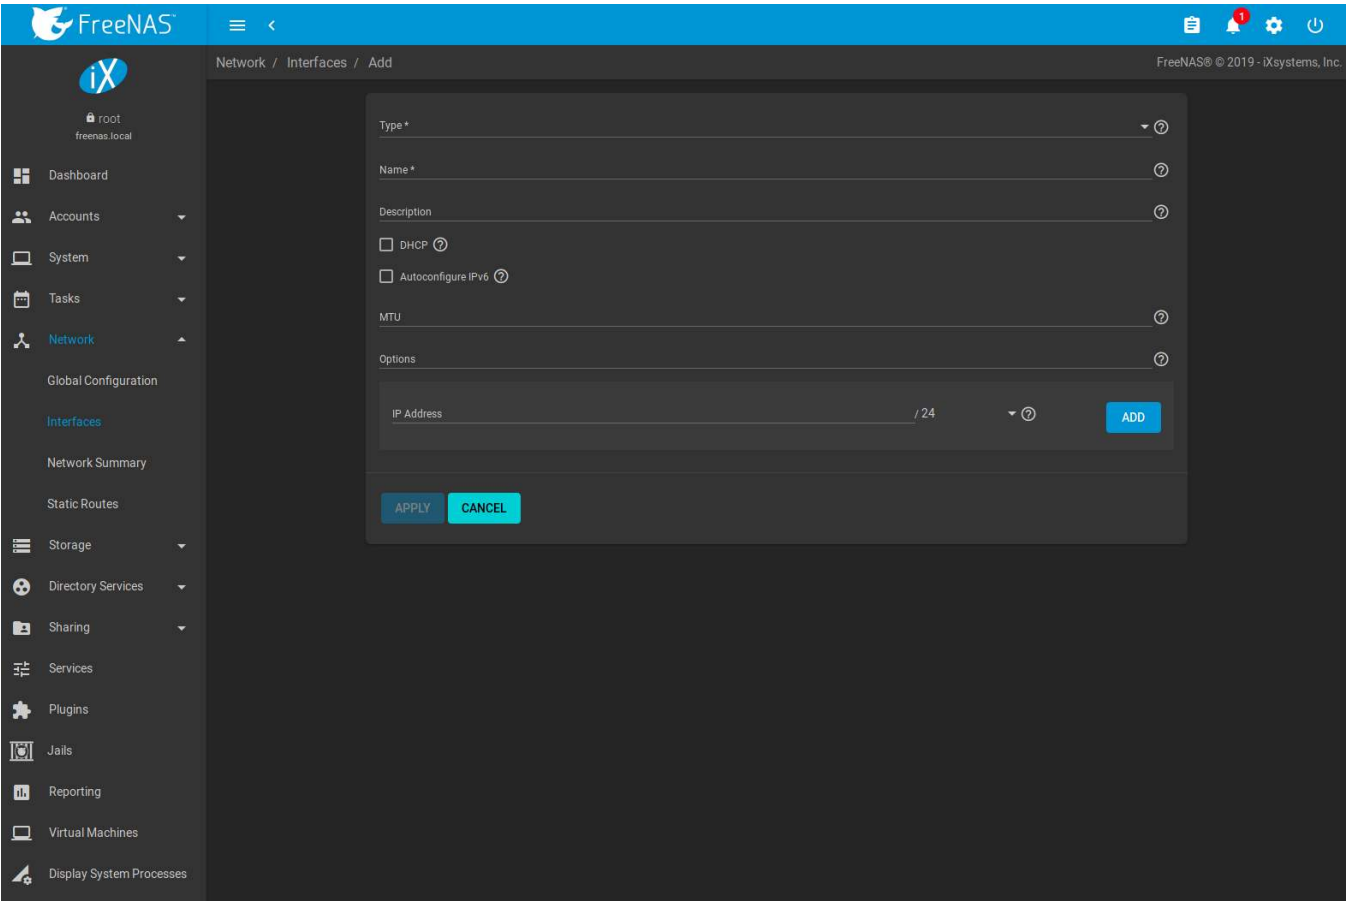 FreeNAS
1
Network / Interfaces / Add
FreeNAS® © 2019 - iXsystems, Inc.
iX
root
freenas.local
Dashboard
Accounts
System
Tasks
Network
Global Configuration
Interfaces
Network Summary
Static Routes
Storage
Directory Services
Sharing
Services
Plugins
Jails
Reporting
Virtual Machines
Display System Processes
Type *
Name *
Description
DHCP
Autoconfigure IPv6
MTU
Options
IP Address / 24 ADD
APPLY CANCEL